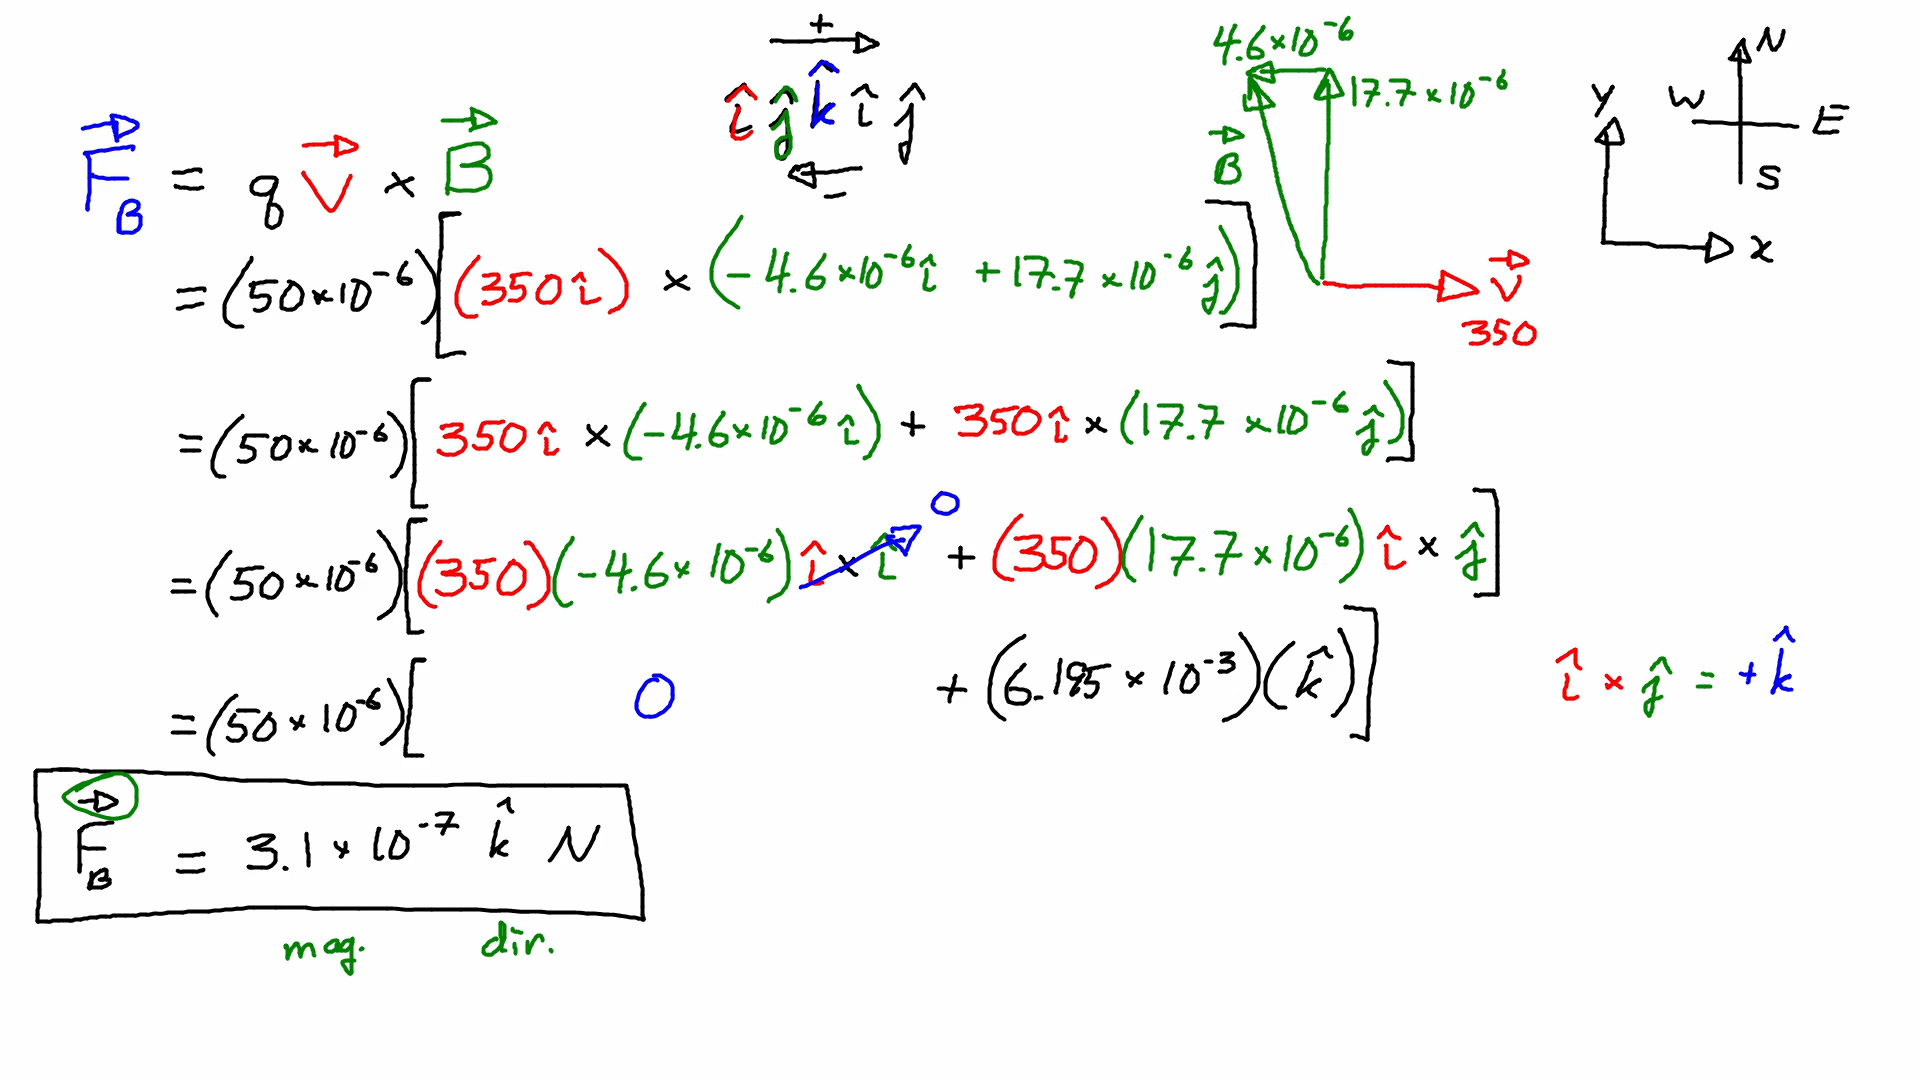 +
î ĵ k̂ î ĵ
−
4.6×10⁻⁶
17.7×10⁻⁶
B⃗
V⃗
350
y
x
N
W E
S
F⃗_B = q V⃗ × B⃗
= (50×10⁻⁶)[(350 î) × (−4.6×10⁻⁶ î + 17.7×10⁻⁶ ĵ)]
= (50×10⁻⁶)[350 î × (−4.6×10⁻⁶ î) + 350 î × (17.7×10⁻⁶ ĵ)]
= (50×10⁻⁶)[(350)(−4.6×10⁻⁶) î × î 0 + (350)(17.7×10⁻⁶) î × ĵ]
= (50×10⁻⁶)[ 0 + (6.195×10⁻³)(k̂)]
î × ĵ = +k̂
F⃗_B = 3.1×10⁻⁷ k̂ N
mag. dir.